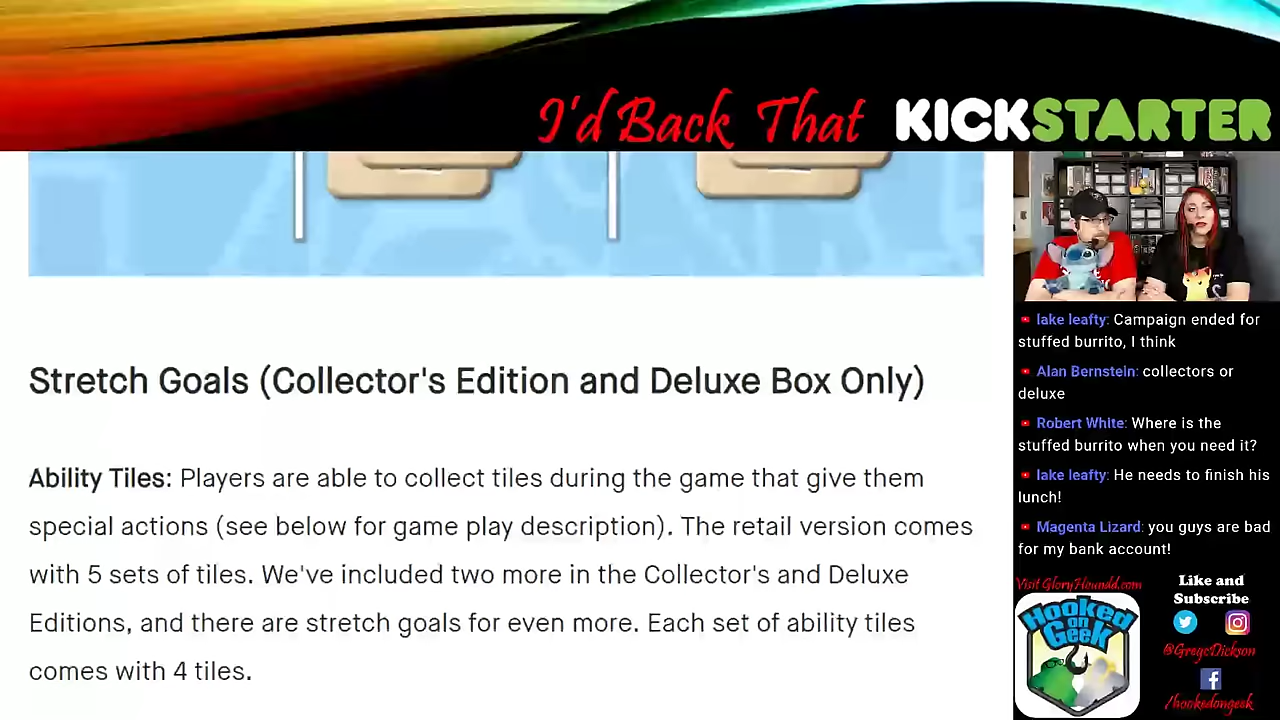 I'd Back That KICKSTARTER
Stretch Goals (Collector's Edition and Deluxe Box Only)
Ability Tiles: Players are able to collect tiles during the game that give them
special actions (see below for game play description). The retail version comes
with 5 sets of tiles. We've included two more in the Collector's and Deluxe
Editions, and there are stretch goals for even more. Each set of ability tiles
comes with 4 tiles.
lake leafty: Campaign ended for
stuffed burrito, I think
Alan Bernstein: collectors or
deluxe
Robert White: Where is the
stuffed burrito when you need it?
lake leafty: He needs to finish his
lunch!
Magenta Lizard: you guys are bad
for my bank account!
Visit GloryHoundd.com
Hooked
on
Geek
Like and
Subscribe
@GregoDickson
/hookedongeek